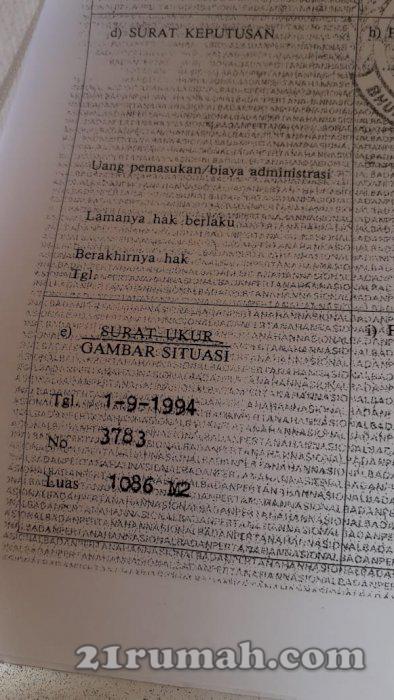 d) SURAT KEPUTUSAN
h)
Uang pemasukan/biaya administrasi
Lamanya hak berlaku
Berakhirnya hak
Tgl.
e) SURAT UKUR
i)
GAMBAR SITUASI
Tgl. 1-9-1994
No 3783
Luas 1086 M2
21rumah.com